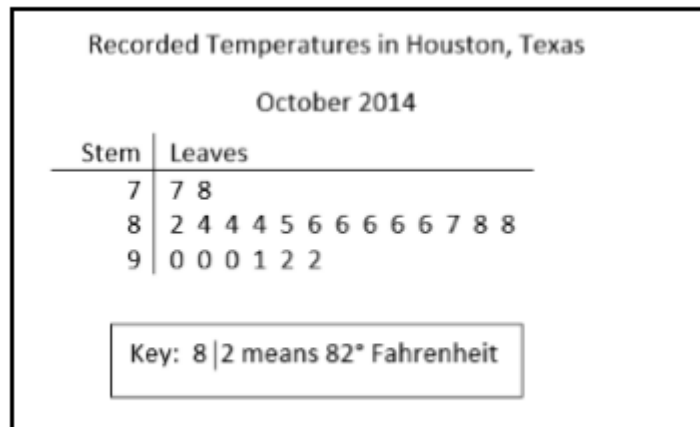 Recorded Temperatures in Houston, Texas
October 2014
Stem | Leaves
7 | 7 8
8 | 2 4 4 4 5 6 6 6 6 6 7 8 8
9 | 0 0 0 1 2 2
Key: 8|2 means 82° Fahrenheit